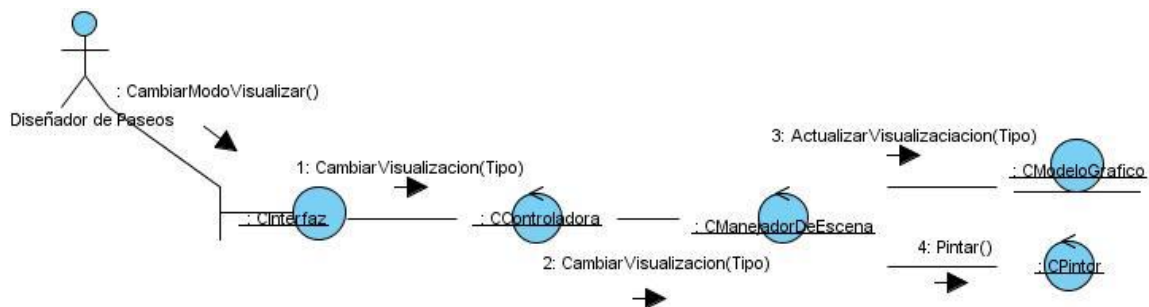 : CambiarModoVisualizar()
Diseñador de Paseos
1: CambiarVisualizacion(Tipo)
: CInterfaz
: CControladora
2: CambiarVisualizacion(Tipo)
: CManejadorDeEscena
3: ActualizarVisualizaciacion(Tipo)
: CModeloGrafico
4: Pintar()
: CPintor